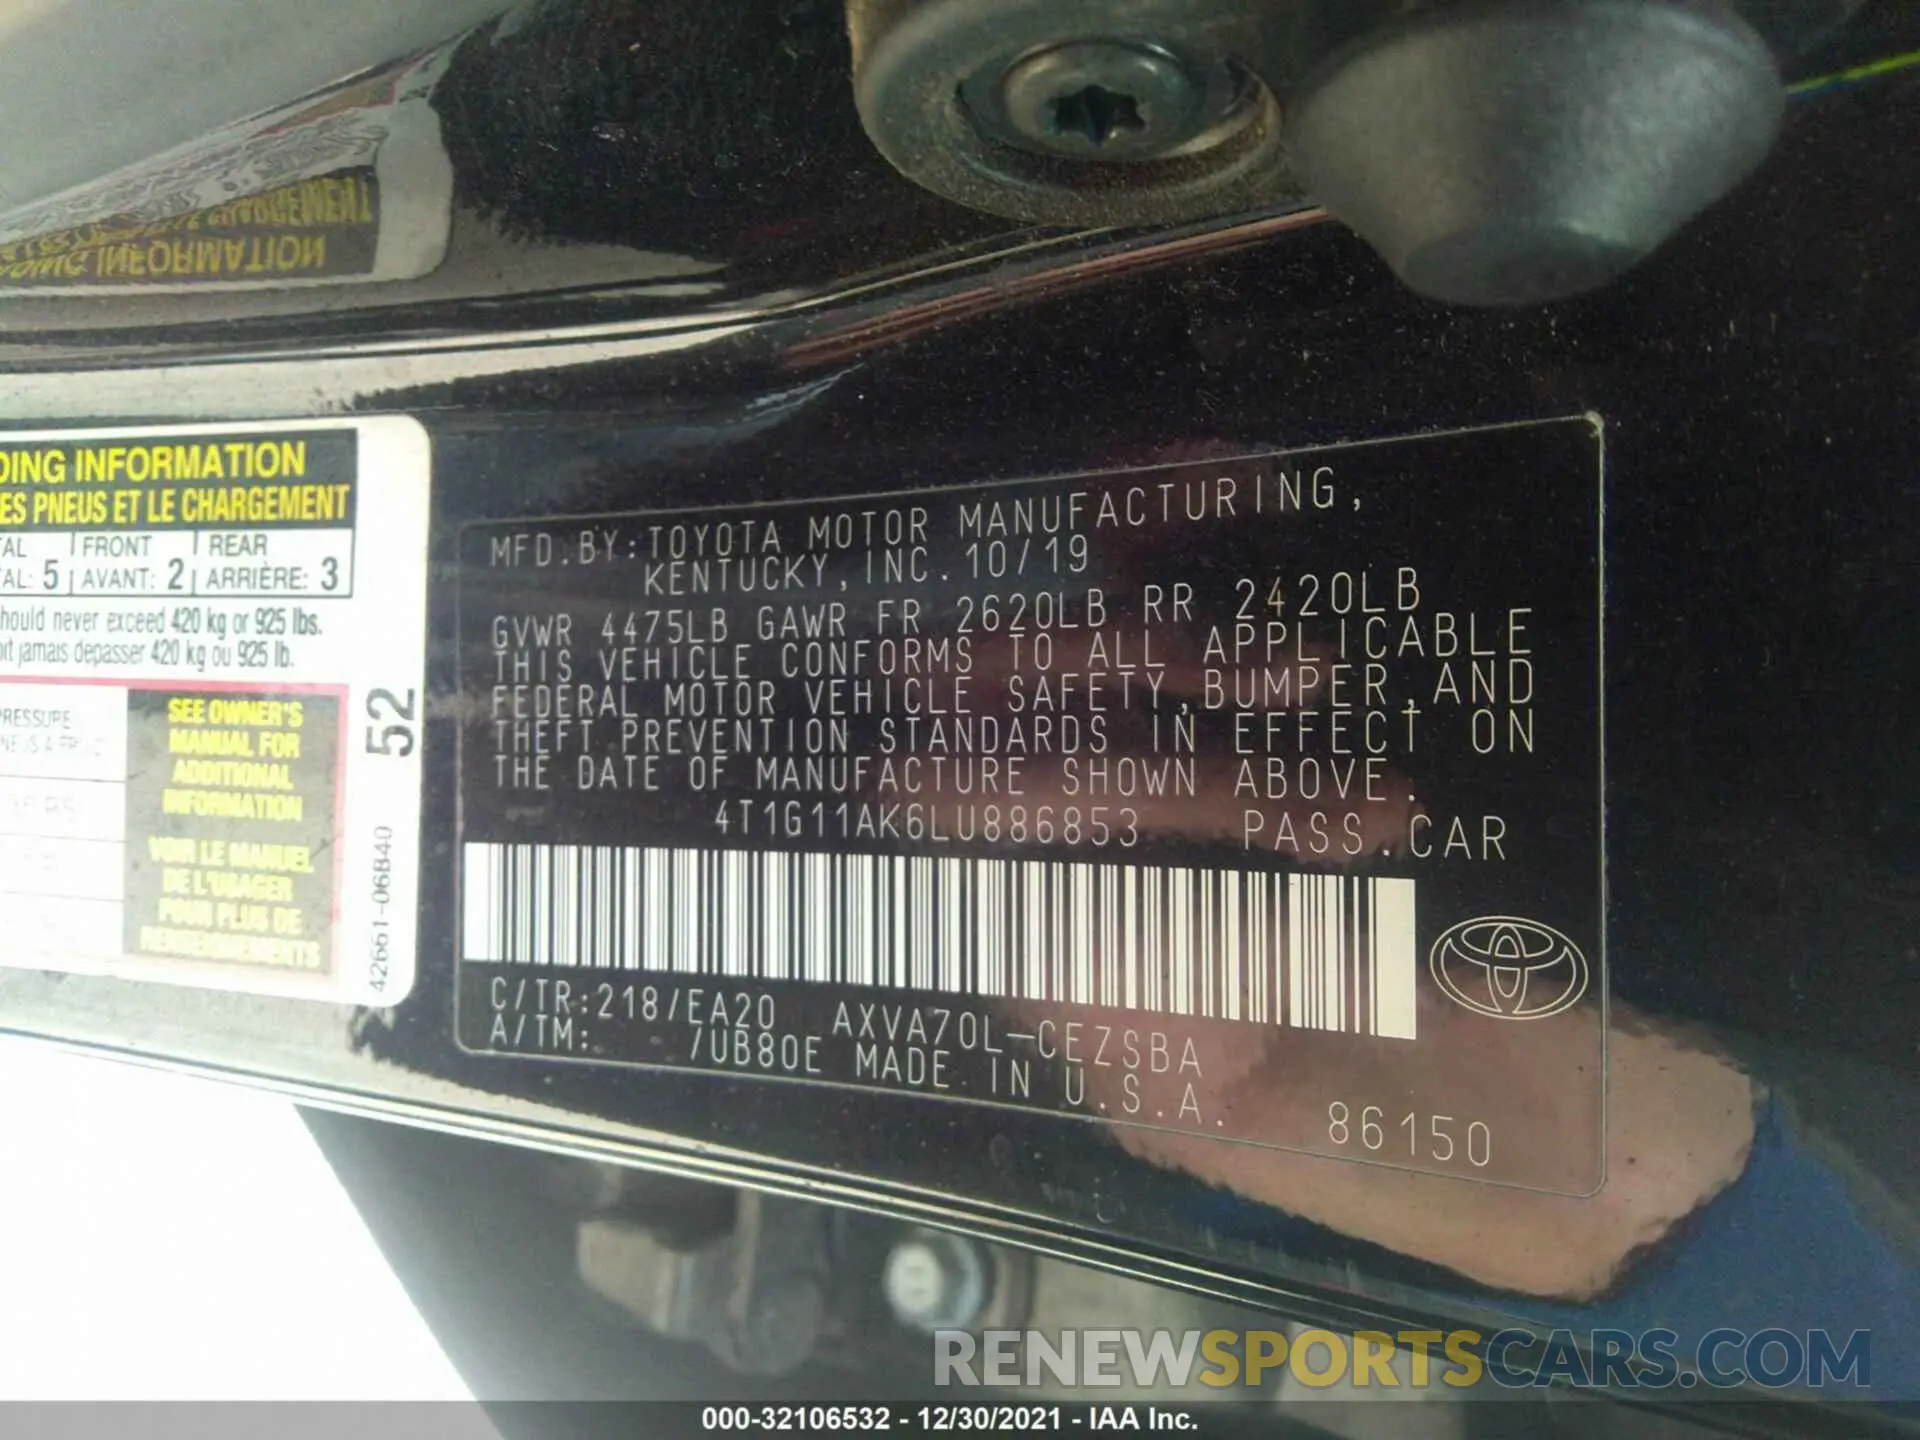 DING INFORMATION
ES PNEUS ET LE CHARGEMENT
TAL FRONT REAR
TAL: 5 AVANT: 2 ARRIÈRE: 3
hould never exceed 420 kg or 925 lbs.
oit jamais dépasser 420 kg ou 925 lb.
PRESSURE
SEE OWNER'S
MANUAL FOR
ADDITIONAL
INFORMATION
VOIR LE MANUEL
DE L'USAGER
POUR PLUS DE
RENSEIGNEMENTS
52
42661-06B40
MFD.BY:TOYOTA MOTOR MANUFACTURING,
KENTUCKY,INC.10/19
GVWR 4475LB GAWR FR 2620LB RR 2420LB
THIS VEHICLE CONFORMS TO ALL APPLICABLE
FEDERAL MOTOR VEHICLE SAFETY,BUMPER,AND
THEFT PREVENTION STANDARDS IN EFFECT ON
THE DATE OF MANUFACTURE SHOWN ABOVE.
4T1G11AK6LU886853 PASS.CAR
C/TR:218/EA20 AXVA70L-CEZSBA
A/TM: /UB80E MADE IN U.S.A.
86150
RENEWSPORTSCARS.COM
000-32106532 - 12/30/2021 - IAA Inc.